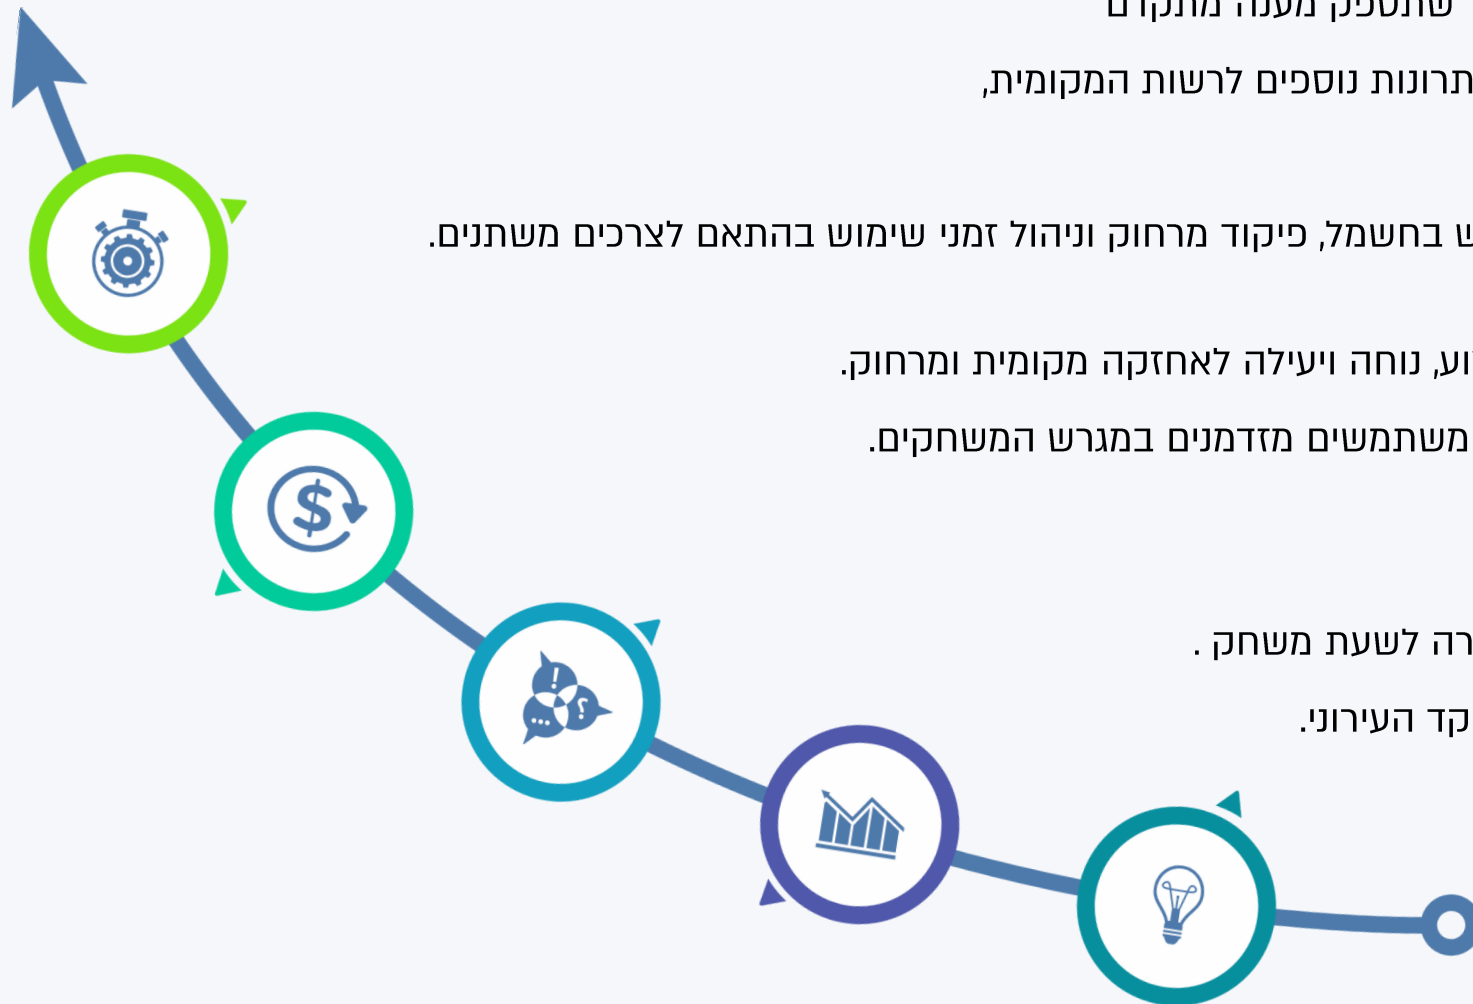 שתספק מענה מתקדם
תרונות נוספים לרשות המקומית,
ש בחשמל, פיקוד מרחוק וניהול זמני שימוש בהתאם לצרכים משתנים.
וע, נוחה ויעילה לאחזקה מקומית ומרחוק.
משתמשים מזדמנים במגרש המשחקים.
רה לשעת משחק .
קד העירוני.